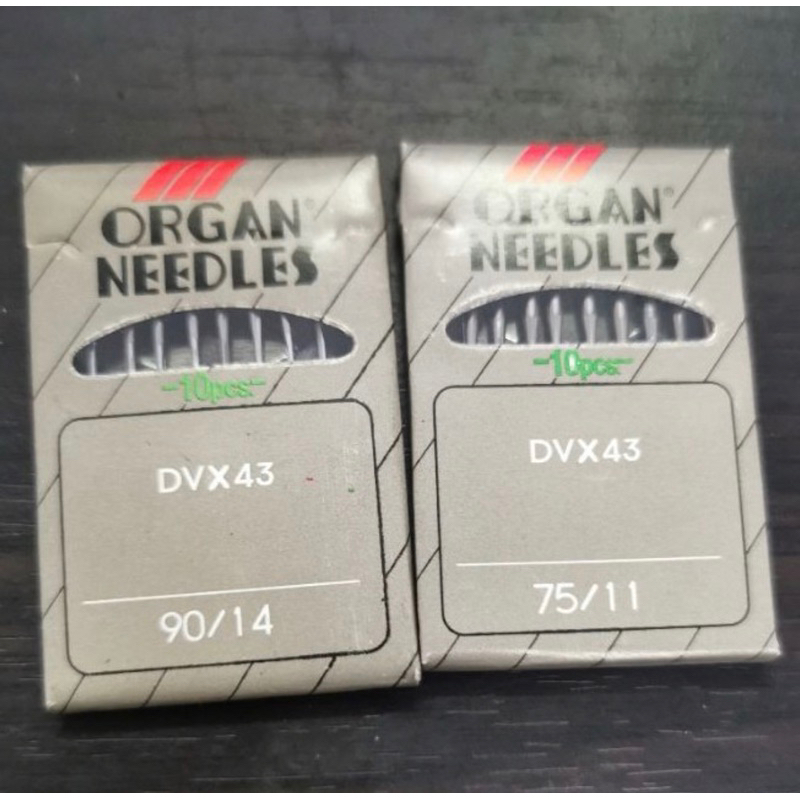 ORGAN
NEEDLES
-10pcs.-
DVX43
90/14
ORGAN®
NEEDLES
-10pcs.-
DVX43
75/11